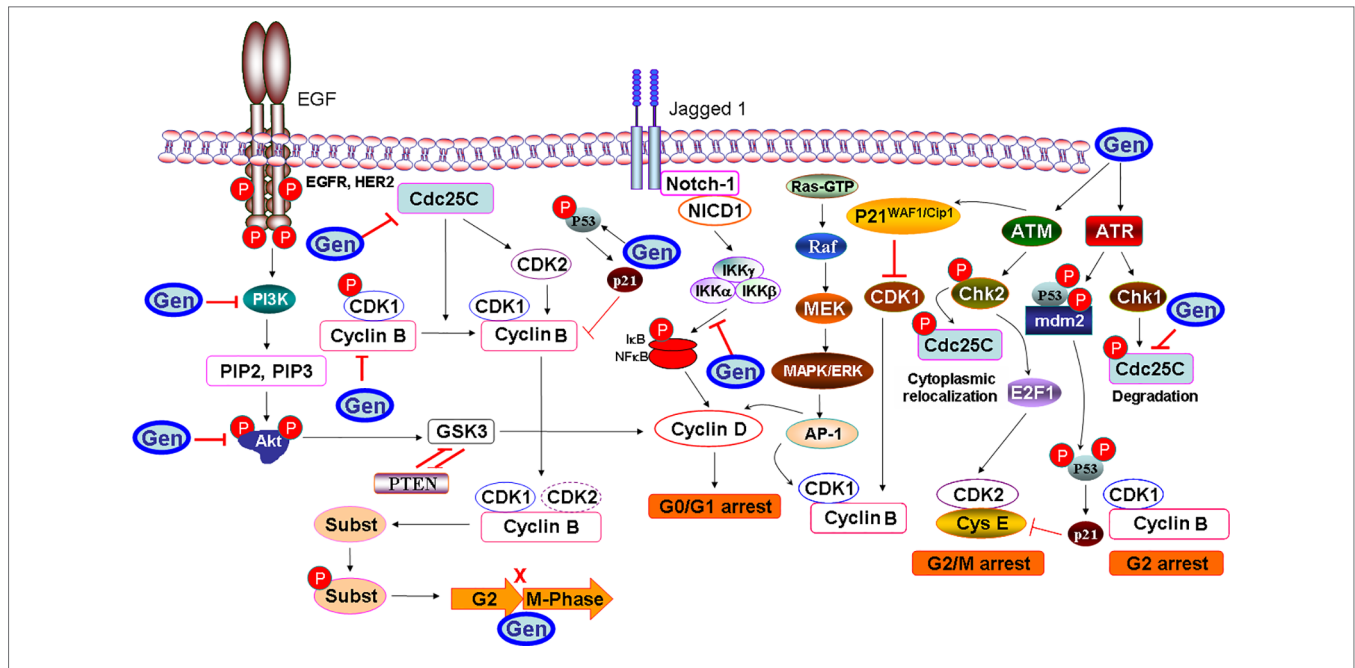 EGF
Jagged 1
Gen
P
P
EGFR, HER2
Cdc25C
Notch-1
NICD1
Ras-GTP
P21WAF1/Cip1
ATM
ATR
P
P
Gen
P
P53
Gen
Raf
CDK2
p21
IKKγ
IKKα
IKKβ
P
Chk2
P53
P
mdm2
Chk1
Gen
Gen
PI3K
P
CDK1
Cyclin B
CDK1
Cyclin B
MEK
CDK1
P
Cdc25C
P
Cdc25C
P
IκB
NFκB
Gen
PIP2, PIP3
Gen
MAPK/ERK
Cytoplasmic
relocalization
E2F1
Degradation
Gen
P
P
Akt
GSK3
Cyclin D
AP-1
P
P
P53
PTEN
CDK1
CDK2
Cyclin B
G0/G1 arrest
CDK1
Cyclin B
CDK2
Cys E
p21
CDK1
Cyclin B
Subst
G2/M arrest
G2 arrest
P
Subst
X
G2
M-Phase
Gen